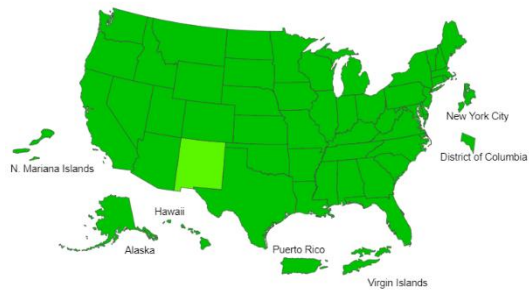 New York City
District of Columbia
N. Mariana Islands
Hawaii
Alaska
Puerto Rico
Virgin Islands